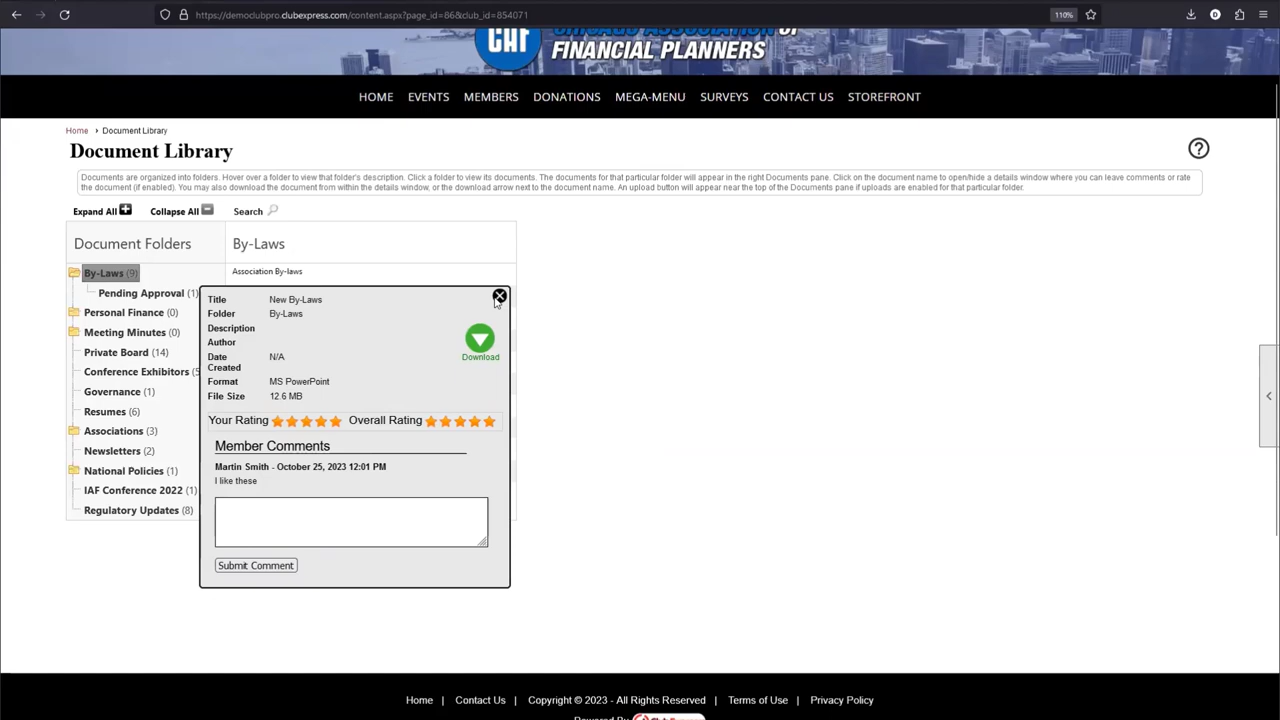 https://democlubpro.clubexpress.com/content.aspx?page_id=86&club_id=854071
110%
FINANCIAL PLANNERS
HOME EVENTS MEMBERS DONATIONS MEGA-MENU SURVEYS CONTACT US STOREFRONT
Home › Document Library
Document Library
Documents are organized into folders. Hover over a folder to view that folder's description. Click a folder to view its documents. The documents for that particular folder will appear in the right Documents pane. Click on the document name to open/hide a details window where you can leave comments or rate
the document (if enabled). You may also download the document from within the details window, or the download arrow next to the document name. An upload button will appear near the top of the Documents pane if uploads are enabled for that particular folder.
Expand All Collapse All Search
Document Folders By-Laws
By-Laws (9)
Association By-laws
Pending Approval (1)
Personal Finance (0)
Meeting Minutes (0)
Private Board (14)
Conference Exhibitors
Governance (1)
Resumes (6)
Associations (3)
Newsletters (2)
National Policies (1)
IAF Conference 2022 (1)
Regulatory Updates (8)
Title New By-Laws
Folder By-Laws
Description
Author
Date N/A
Created
Format MS PowerPoint
File Size 12.6 MB
Download
Your Rating Overall Rating
Member Comments
Martin Smith - October 25, 2023 12:01 PM
I like these
Submit Comment
Home | Contact Us | Copyright © 2023 - All Rights Reserved | Terms of Use | Privacy Policy
Powered By